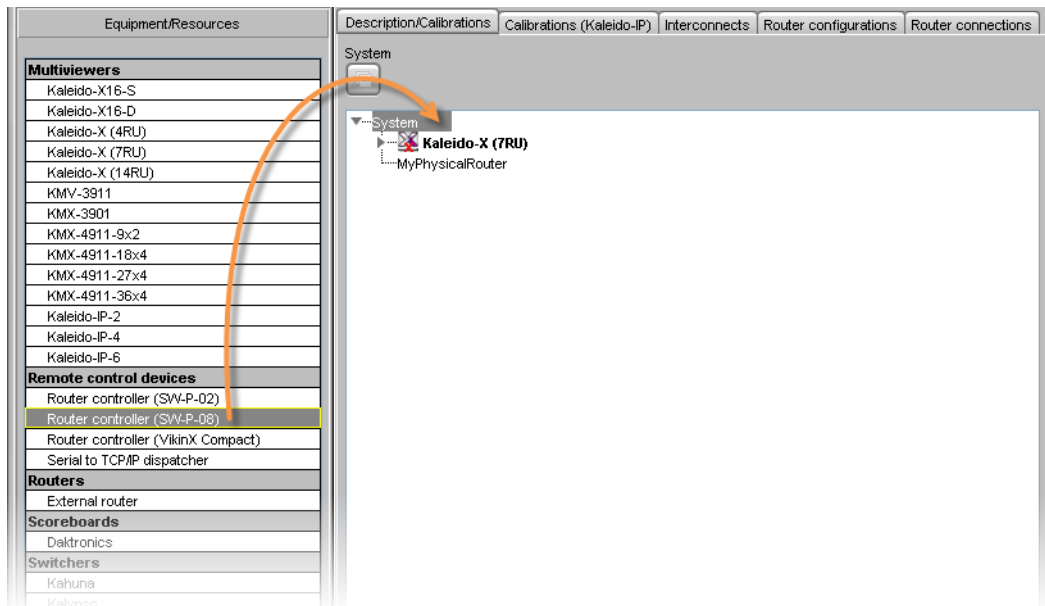 Equipment/Resources
Multiviewers
Kaleido-X16-S
Kaleido-X16-D
Kaleido-X (4RU)
Kaleido-X (7RU)
Kaleido-X (14RU)
KMV-3911
KMX-3901
KMX-4911-9x2
KMX-4911-18x4
KMX-4911-27x4
KMX-4911-36x4
Kaleido-IP-2
Kaleido-IP-4
Kaleido-IP-6
Remote control devices
Router controller (SW-P-02)
Router controller (SW-P-08)
Router controller (VikinX Compact)
Serial to TCP/IP dispatcher
Routers
External router
Scoreboards
Daktronics
Switchers
Kahuna
Kalypso
Description/Calibrations
Calibrations (Kaleido-IP)
Interconnects
Router configurations
Router connections
System
System
Kaleido-X (7RU)
MyPhysicalRouter